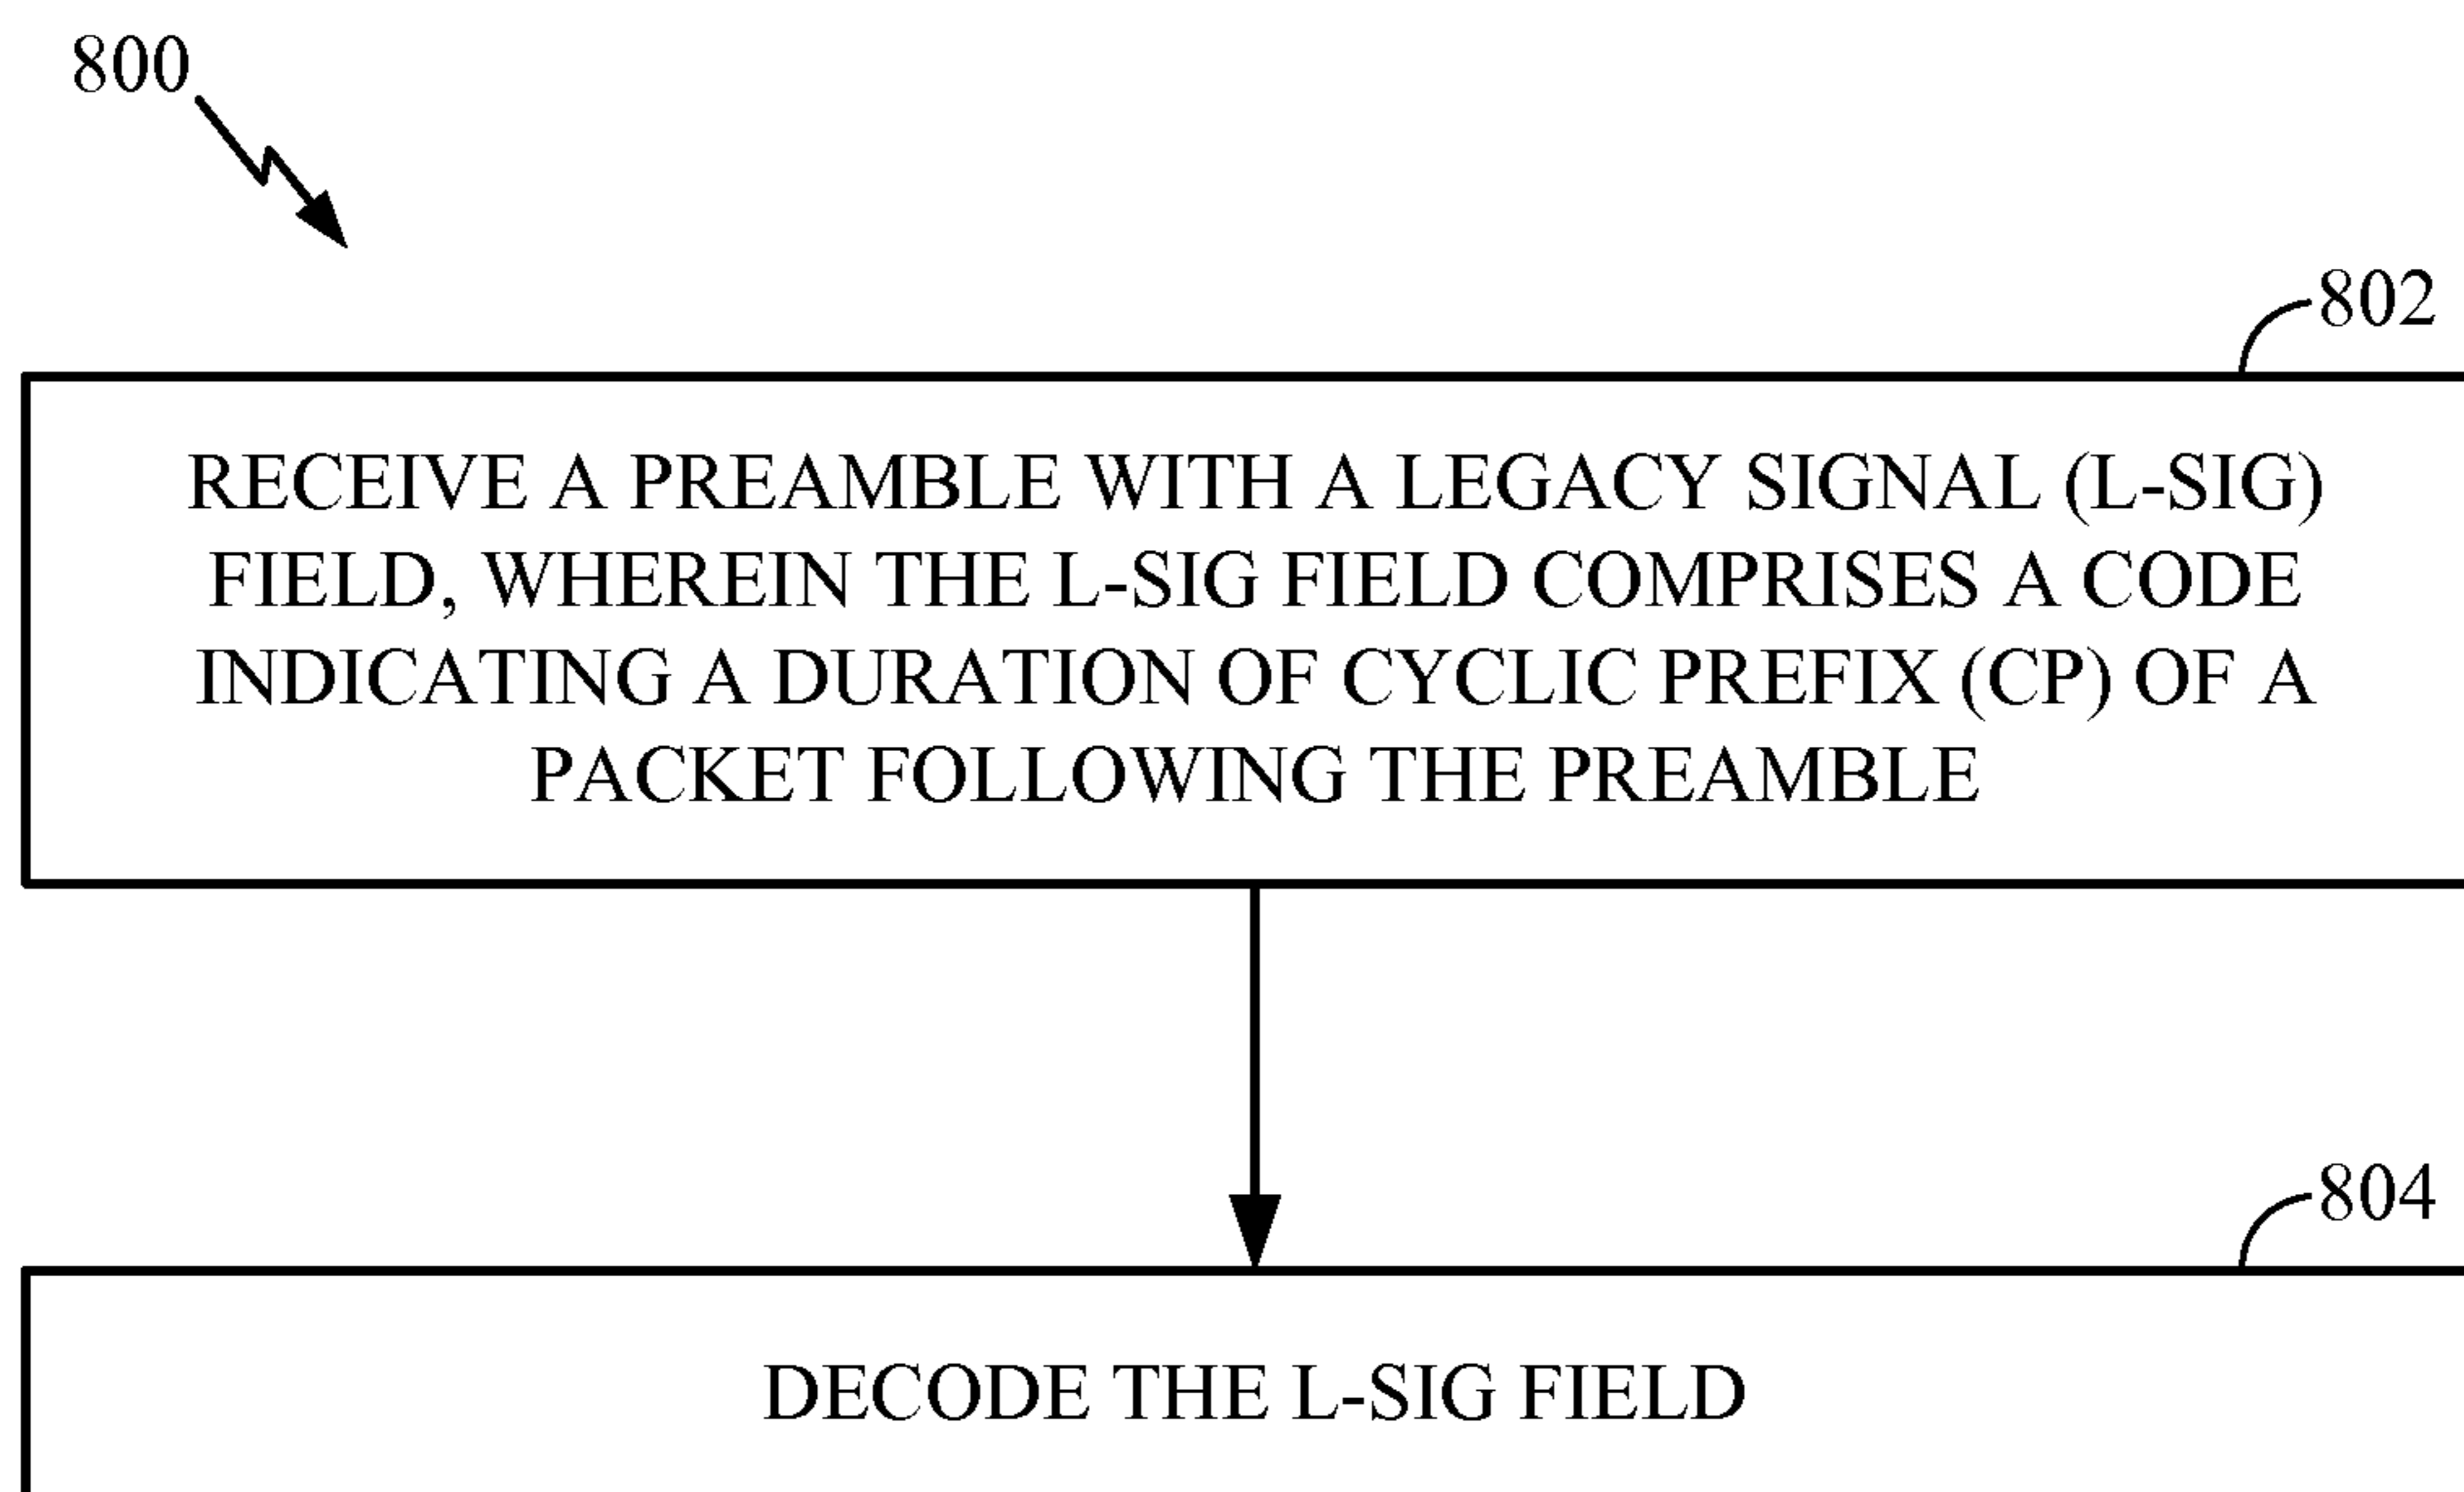 800
802
RECEIVE A PREAMBLE WITH A LEGACY SIGNAL (L-SIG)
FIELD, WHEREIN THE L-SIG FIELD COMPRISES A CODE
INDICATING A DURATION OF CYCLIC PREFIX (CP) OF A
PACKET FOLLOWING THE PREAMBLE
804
DECODE THE L-SIG FIELD